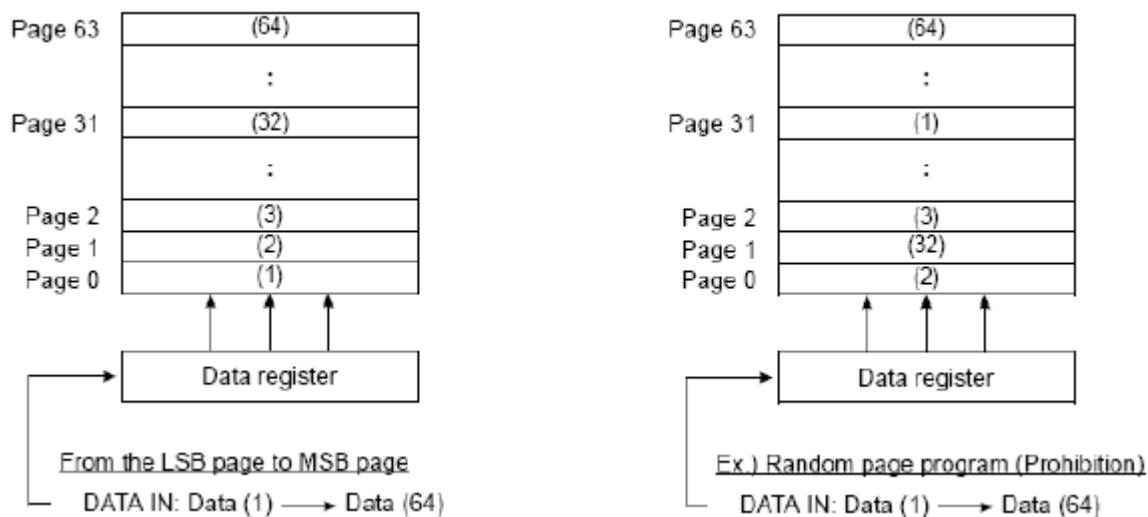 Page 63 (64)
:
Page 31 (32)
:
Page 2 (3)
Page 1 (2)
Page 0 (1)
Data register
From the LSB page to MSB page
DATA IN: Data (1) → Data (64)
Page 63 (64)
:
Page 31 (1)
:
Page 2 (3)
Page 1 (32)
Page 0 (2)
Data register
Ex.) Random page program (Prohibition)
DATA IN: Data (1) → Data (64)